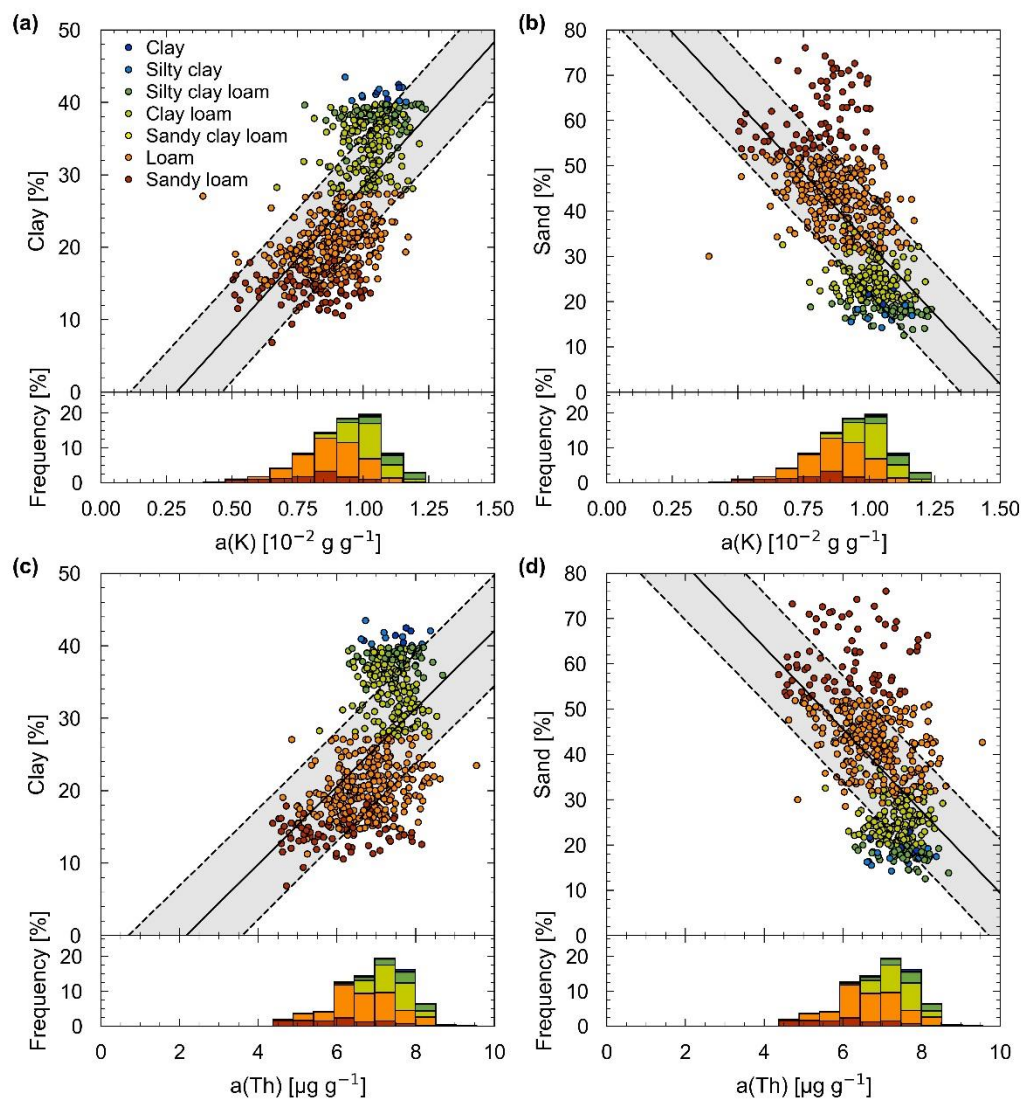 (a)
50
40
30
20
10
0
Clay [%]
Clay
Silty clay
Silty clay loam
Clay loam
Sandy clay loam
Loam
Sandy loam
20
10
0
Frequency [%]
0.00 0.25 0.50 0.75 1.00 1.25 1.50
a(K) [10⁻² g g⁻¹]
(b)
80
70
60
50
40
30
20
10
0
Sand [%]
20
10
0
Frequency [%]
0.00 0.25 0.50 0.75 1.00 1.25 1.50
a(K) [10⁻² g g⁻¹]
(c)
50
40
30
20
10
0
Clay [%]
20
10
0
Frequency [%]
0 2 4 6 8 10
a(Th) [µg g⁻¹]
(d)
80
70
60
50
40
30
20
10
0
Sand [%]
20
10
0
Frequency [%]
0 2 4 6 8 10
a(Th) [µg g⁻¹]